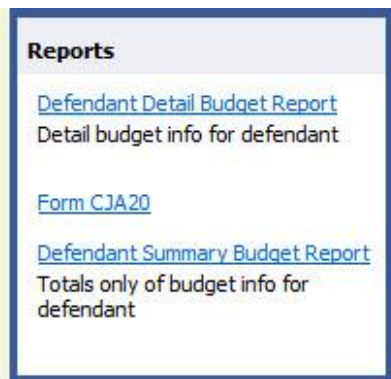 Reports
Defendant Detail Budget Report
Detail budget info for defendant
Form CJA20
Defendant Summary Budget Report
Totals only of budget info for
defendant